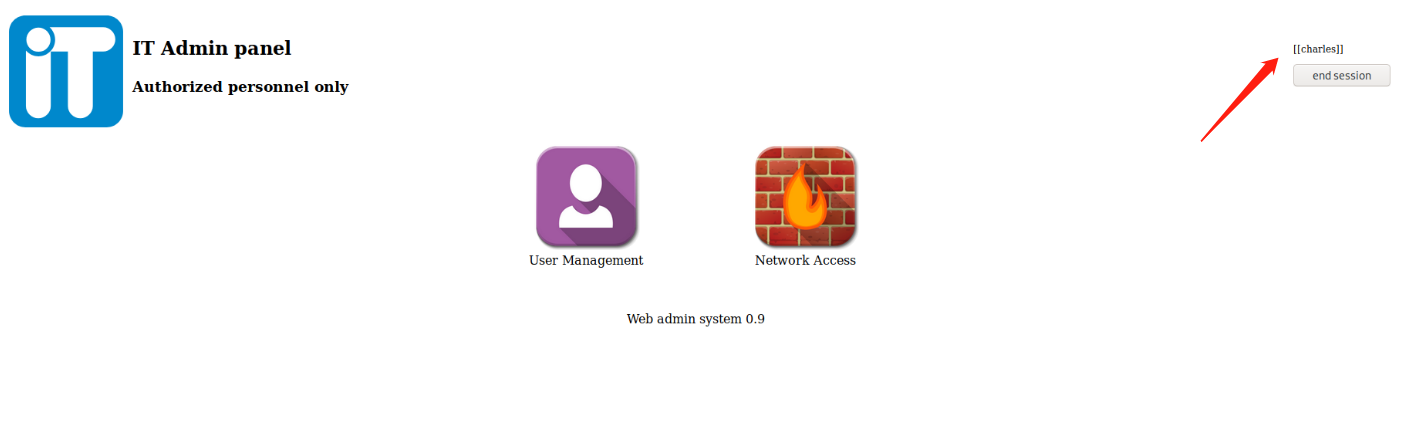 iT
IT Admin panel
Authorized personnel only
[[charles]]
end session
User Management
Network Access
Web admin system 0.9